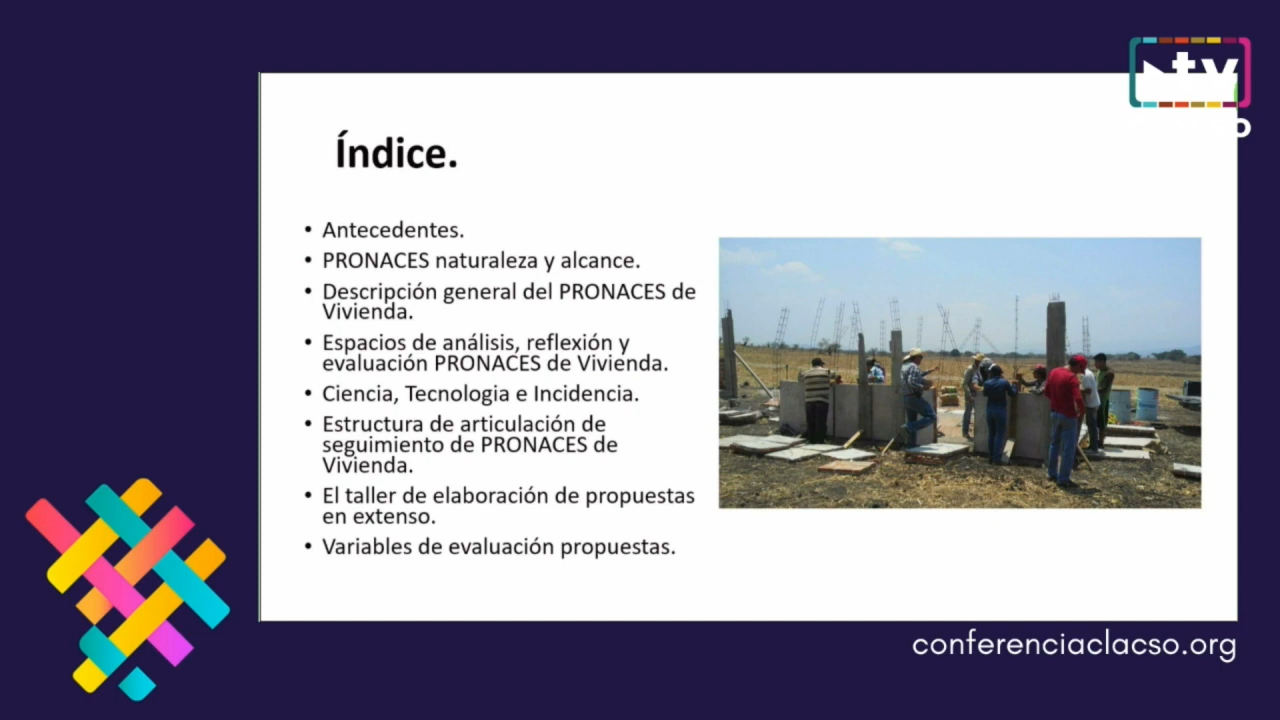 tv
Índice.
• Antecedentes.
• PRONACES naturaleza y alcance.
• Descripción general del PRONACES de
Vivienda.
• Espacios de análisis, reflexión y
evaluación PRONACES de Vivienda.
• Ciencia, Tecnologia e Incidencia.
• Estructura de articulación de
seguimiento de PRONACES de
Vivienda.
• El taller de elaboración de propuestas
en extenso.
• Variables de evaluación propuestas.
conferenciaclacso.org